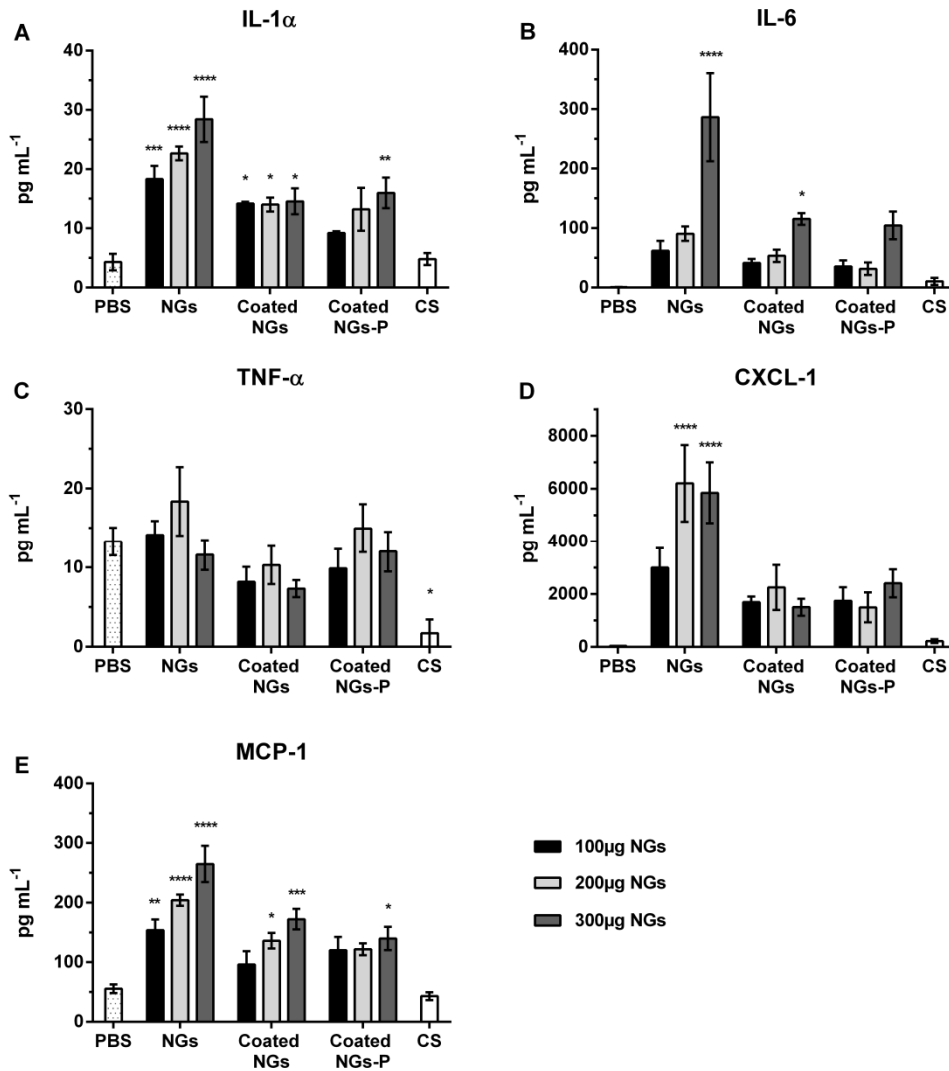 A
IL-1α
pg mL⁻¹
40
30
20
10
0
***
****
****
*
*
*
**
PBS
NGs
Coated
NGs
Coated
NGs-P
CS
B
IL-6
pg mL⁻¹
400
300
200
100
0
****
*
PBS
NGs
Coated
NGs
Coated
NGs-P
CS
C
TNF-α
pg mL⁻¹
30
20
10
0
*
PBS
NGs
Coated
NGs
Coated
NGs-P
CS
D
CXCL-1
pg mL⁻¹
8000
6000
4000
2000
0
****
****
PBS
NGs
Coated
NGs
Coated
NGs-P
CS
E
MCP-1
pg mL⁻¹
400
300
200
100
0
**
****
****
*
***
*
PBS
NGs
Coated
NGs
Coated
NGs-P
CS
100µg NGs
200µg NGs
300µg NGs